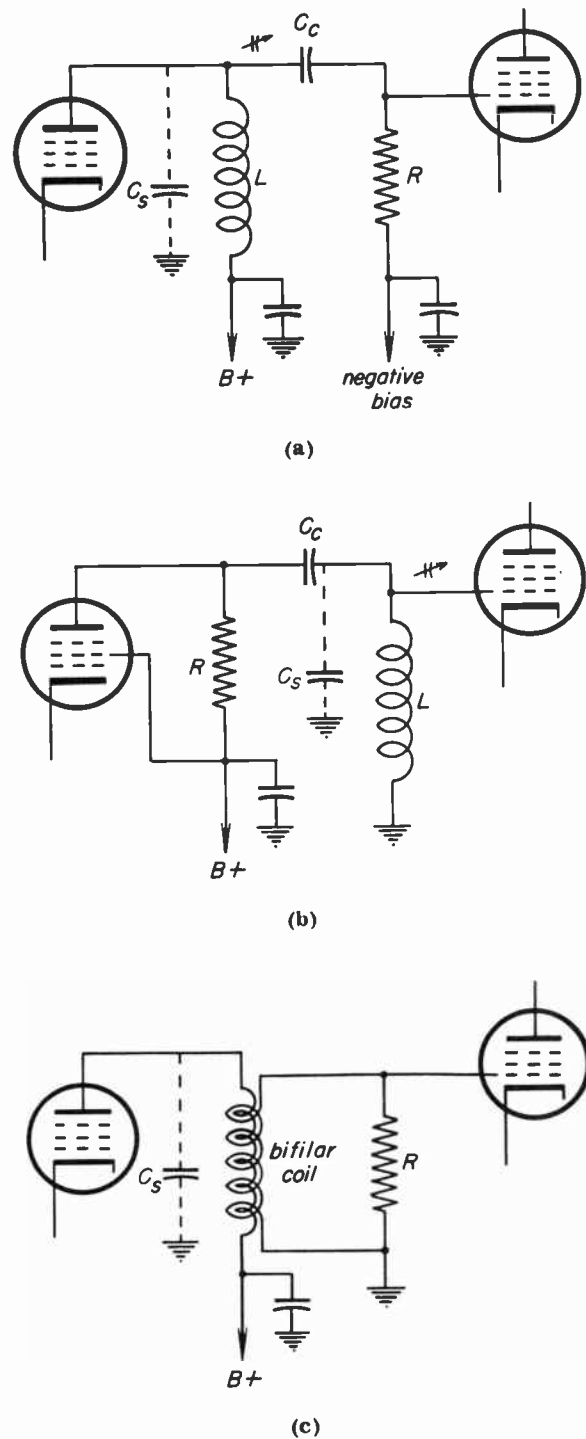 Cc
L
Cs
R
B+
negative
bias
(a)
Cc
R
Cs
L
B+
(b)
Cs
bifilar
coil
R
B+
(c)